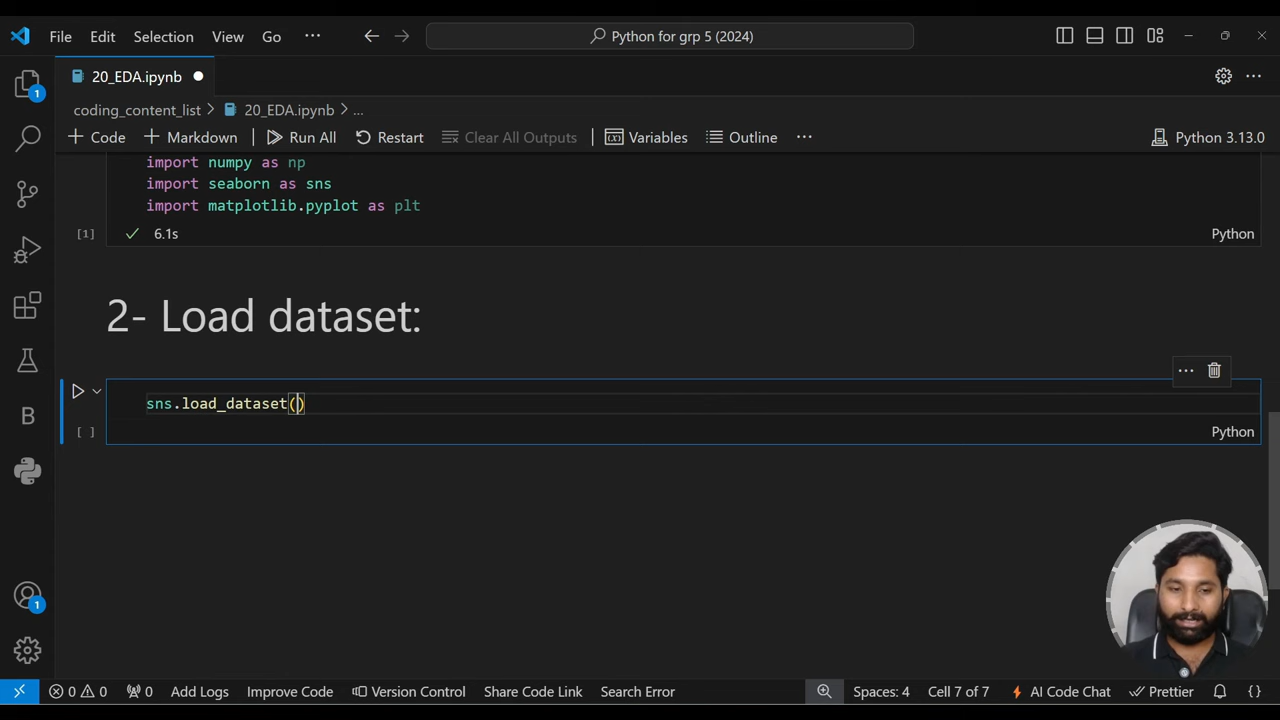 File Edit Selection View Go ··· Python for grp 5 (2024)
20_EDA.ipynb
coding_content_list > 20_EDA.ipynb > ...
+ Code + Markdown Run All Restart Clear All Outputs Variables Outline ··· Python 3.13.0
import numpy as np
import seaborn as sns
import matplotlib.pyplot as plt
[1] 6.1s Python
2- Load dataset:
sns.load_dataset()
[ ] Python
1
B
1
0 0 0 Add Logs Improve Code Version Control Share Code Link Search Error Spaces: 4 Cell 7 of 7 AI Code Chat Prettier {}